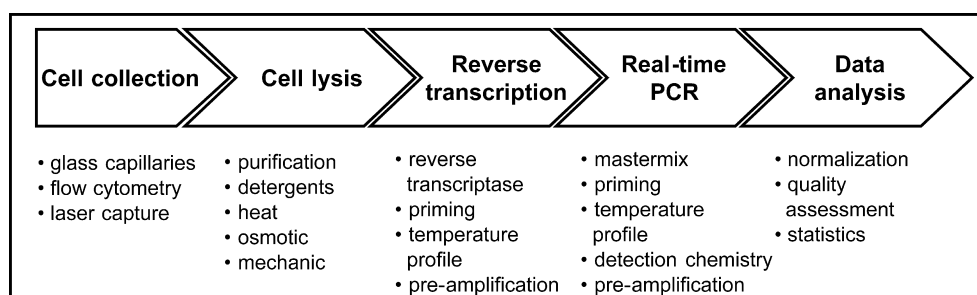 Cell collection
Cell lysis
Reverse
transcription
Real-time
PCR
Data
analysis
• glass capillaries
• flow cytometry
• laser capture
• purification
• detergents
• heat
• osmotic
• mechanic
• reverse
transcriptase
• priming
• temperature
profile
• pre-amplification
• mastermix
• priming
• temperature
profile
• detection chemistry
• pre-amplification
• normalization
• quality
assessment
• statistics